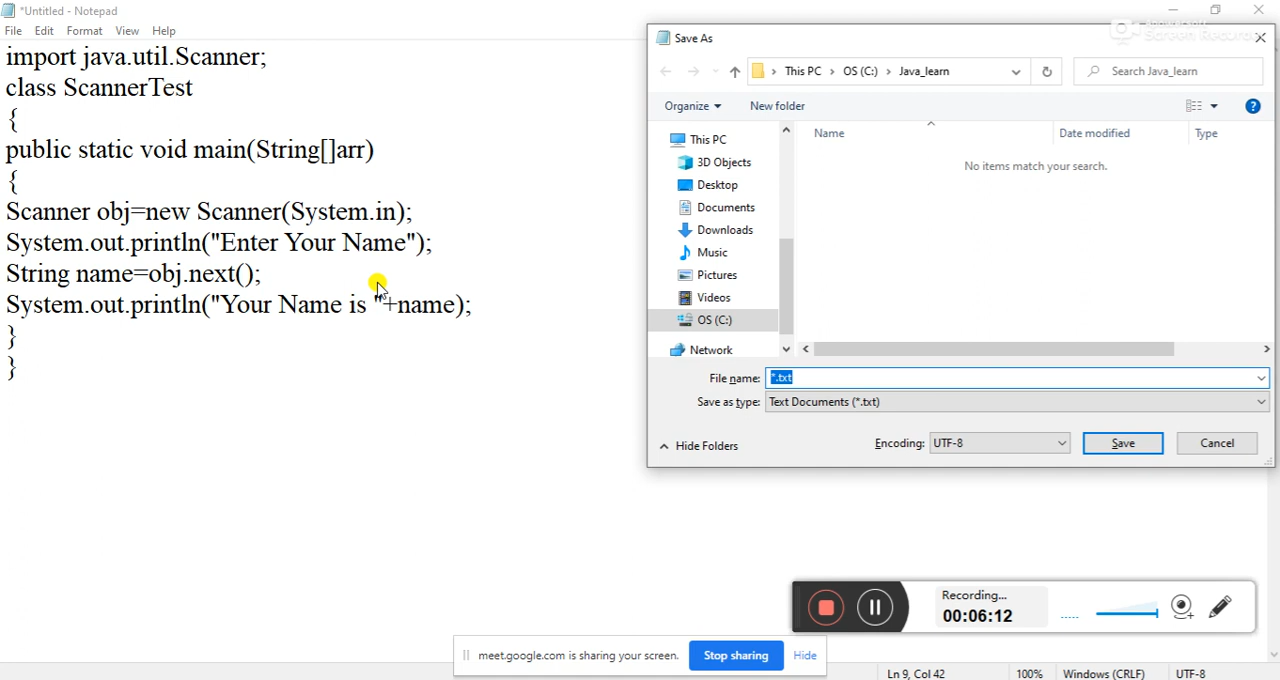 *Untitled - Notepad
File Edit Format View Help
import java.util.Scanner;
class ScannerTest
{
public static void main(String[]arr)
{
Scanner obj=new Scanner(System.in);
System.out.println("Enter Your Name");
String name=obj.next();
System.out.println("Your Name is "+name);
}
}
Save As
This PC › OS (C:) › Java_learn
Search Java_learn
Organize New folder
Name Date modified Type
No items match your search.
This PC
3D Objects
Desktop
Documents
Downloads
Music
Pictures
Videos
OS (C:)
Network
File name: *.txt
Save as type: Text Documents (*.txt)
Hide Folders
Encoding: UTF-8
Save Cancel
Recording...
00:06:12
meet.google.com is sharing your screen. Stop sharing Hide
Ln 9, Col 42 100% Windows (CRLF) UTF-8